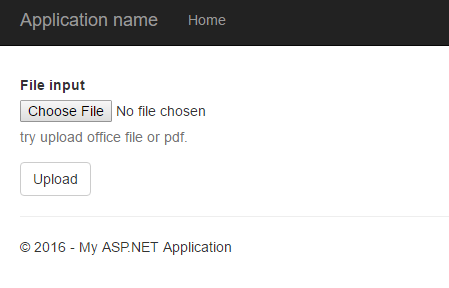 Application name Home
File input
Choose File No file chosen
try upload office file or pdf.
Upload
© 2016 - My ASP.NET Application